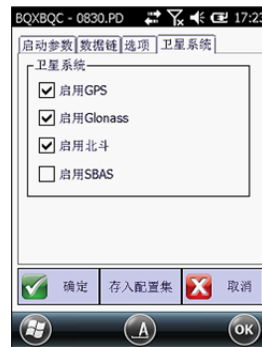 BQXBQC - 0830.PD 17:23
启动参数 数据链 选项 卫星系统
卫星系统
启用GPS
启用Glonass
启用北斗
启用SBAS
确定 存入配置集 取消
A OK